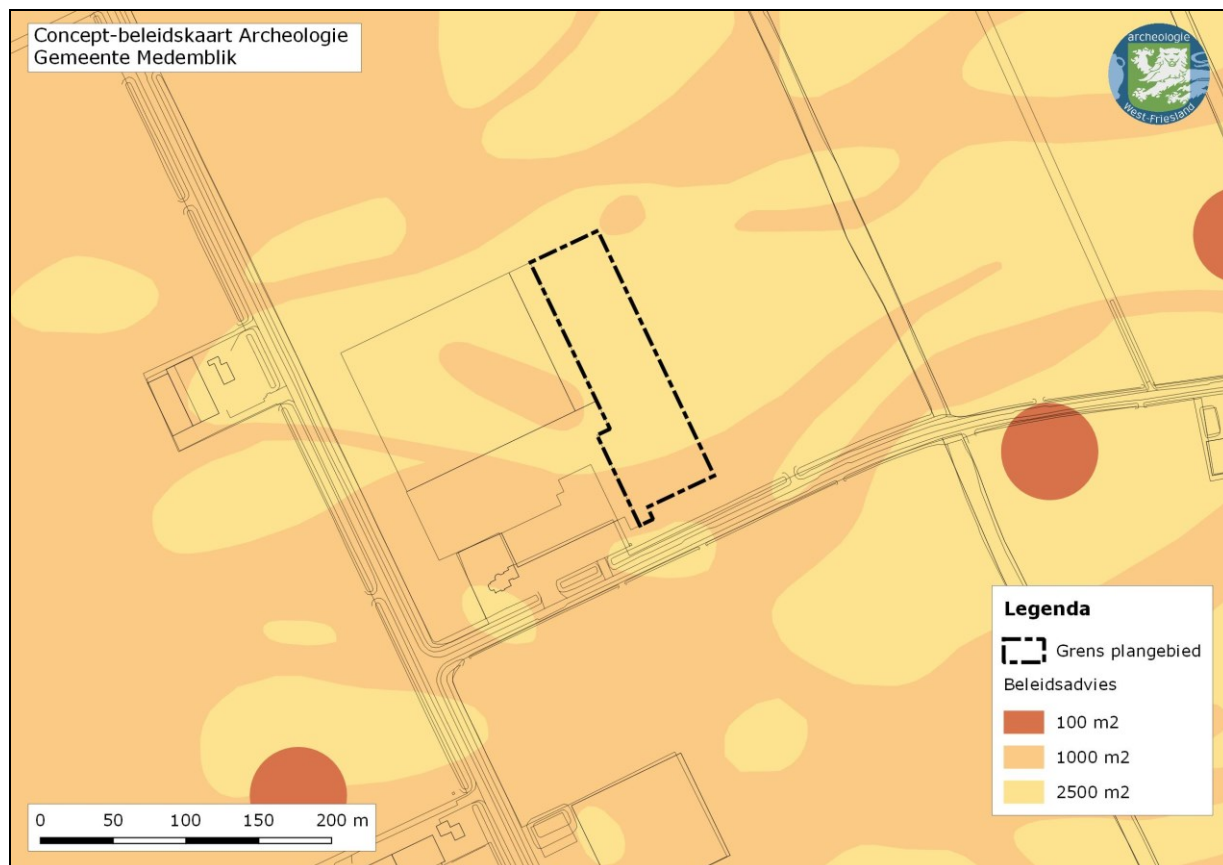 Concept-beleidskaart Archeologie
Gemeente Medemblik
archeologie
West-Friesland
Legenda
Grens plangebied
Beleidsadvies
100 m2
1000 m2
2500 m2
0 50 100 150 200 m